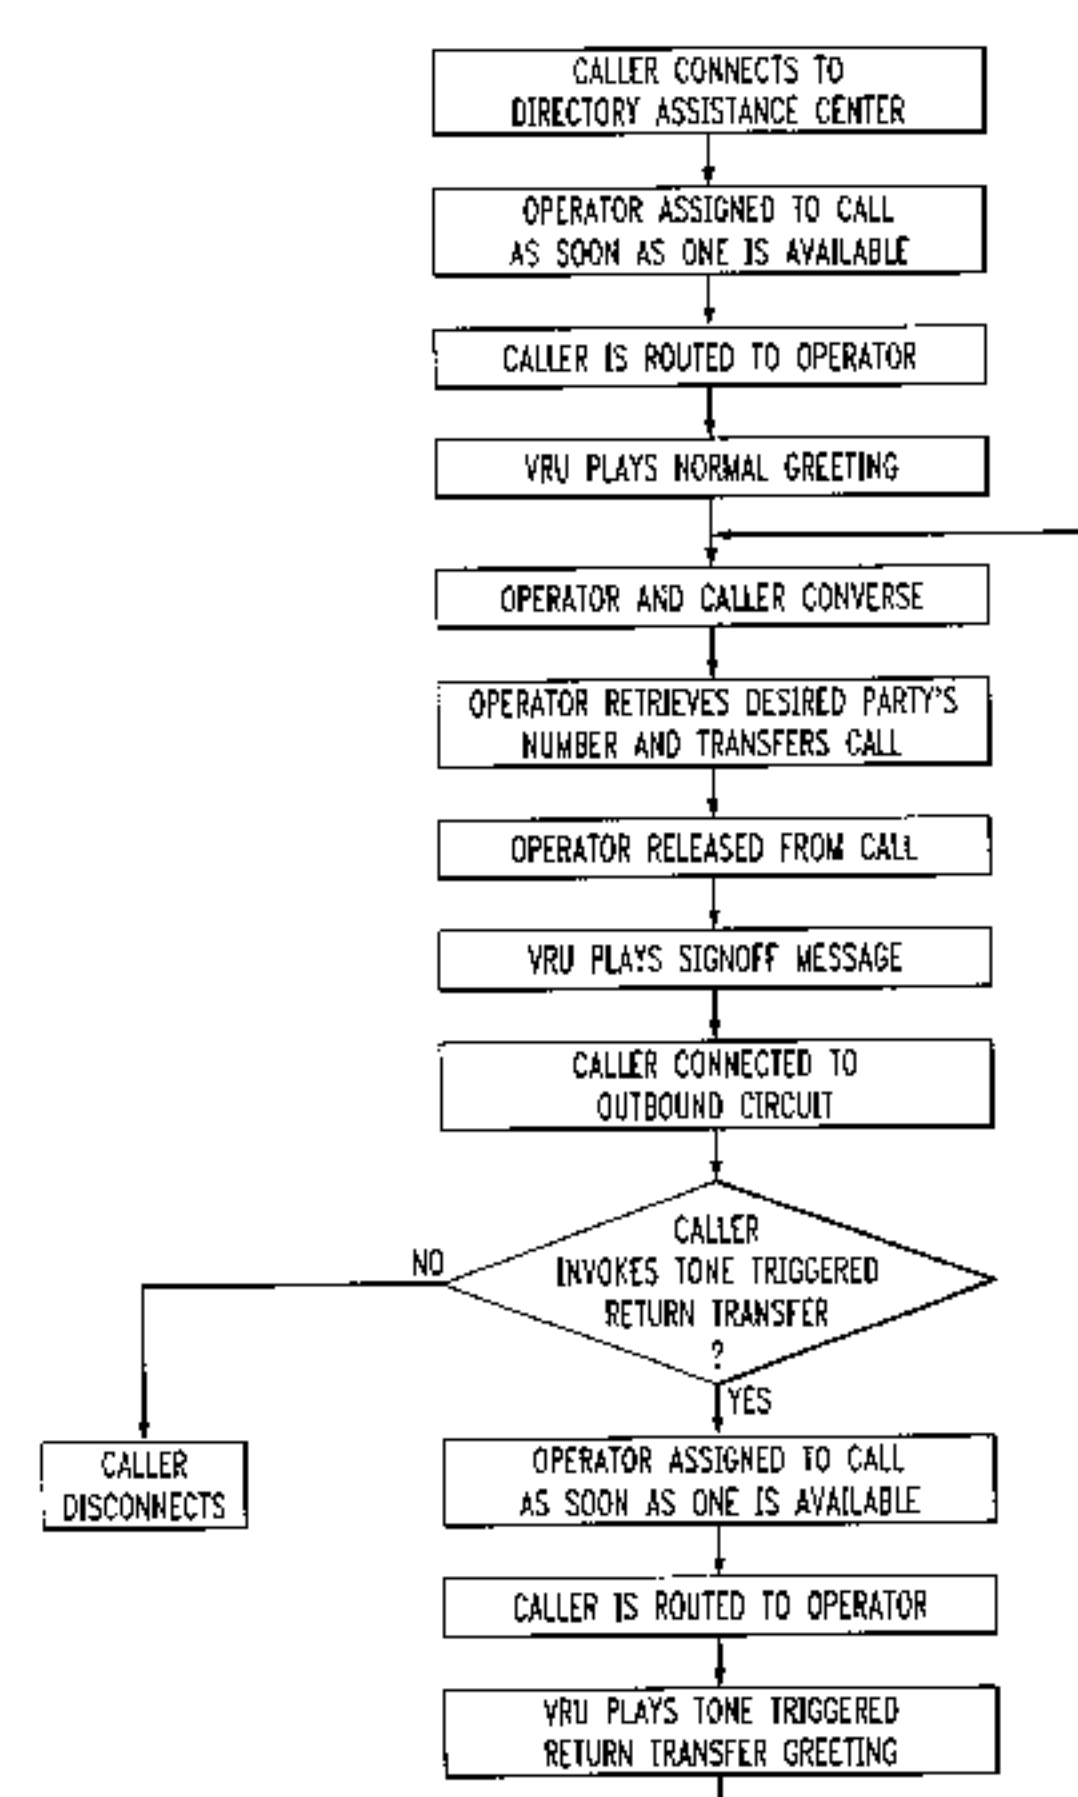 CALLER CONNECTS TO
DIRECTORY ASSISTANCE CENTER
OPERATOR ASSIGNED TO CALL
AS SOON AS ONE IS AVAILABLE
CALLER IS ROUTED TO OPERATOR
VRU PLAYS NORMAL GREETING
OPERATOR AND CALLER CONVERSE
OPERATOR RETRIEVES DESIRED PARTY'S
NUMBER AND TRANSFERS CALL
OPERATOR RELEASED FROM CALL
VRU PLAYS SIGNOFF MESSAGE
CALLER CONNECTED TO
OUTBOUND CIRCUIT
CALLER
INVOKES TONE TRIGGERED
RETURN TRANSFER
?
NO
YES
CALLER
DISCONNECTS
OPERATOR ASSIGNED TO CALL
AS SOON AS ONE IS AVAILABLE
CALLER IS ROUTED TO OPERATOR
VRU PLAYS TONE TRIGGERED
RETURN TRANSFER GREETING